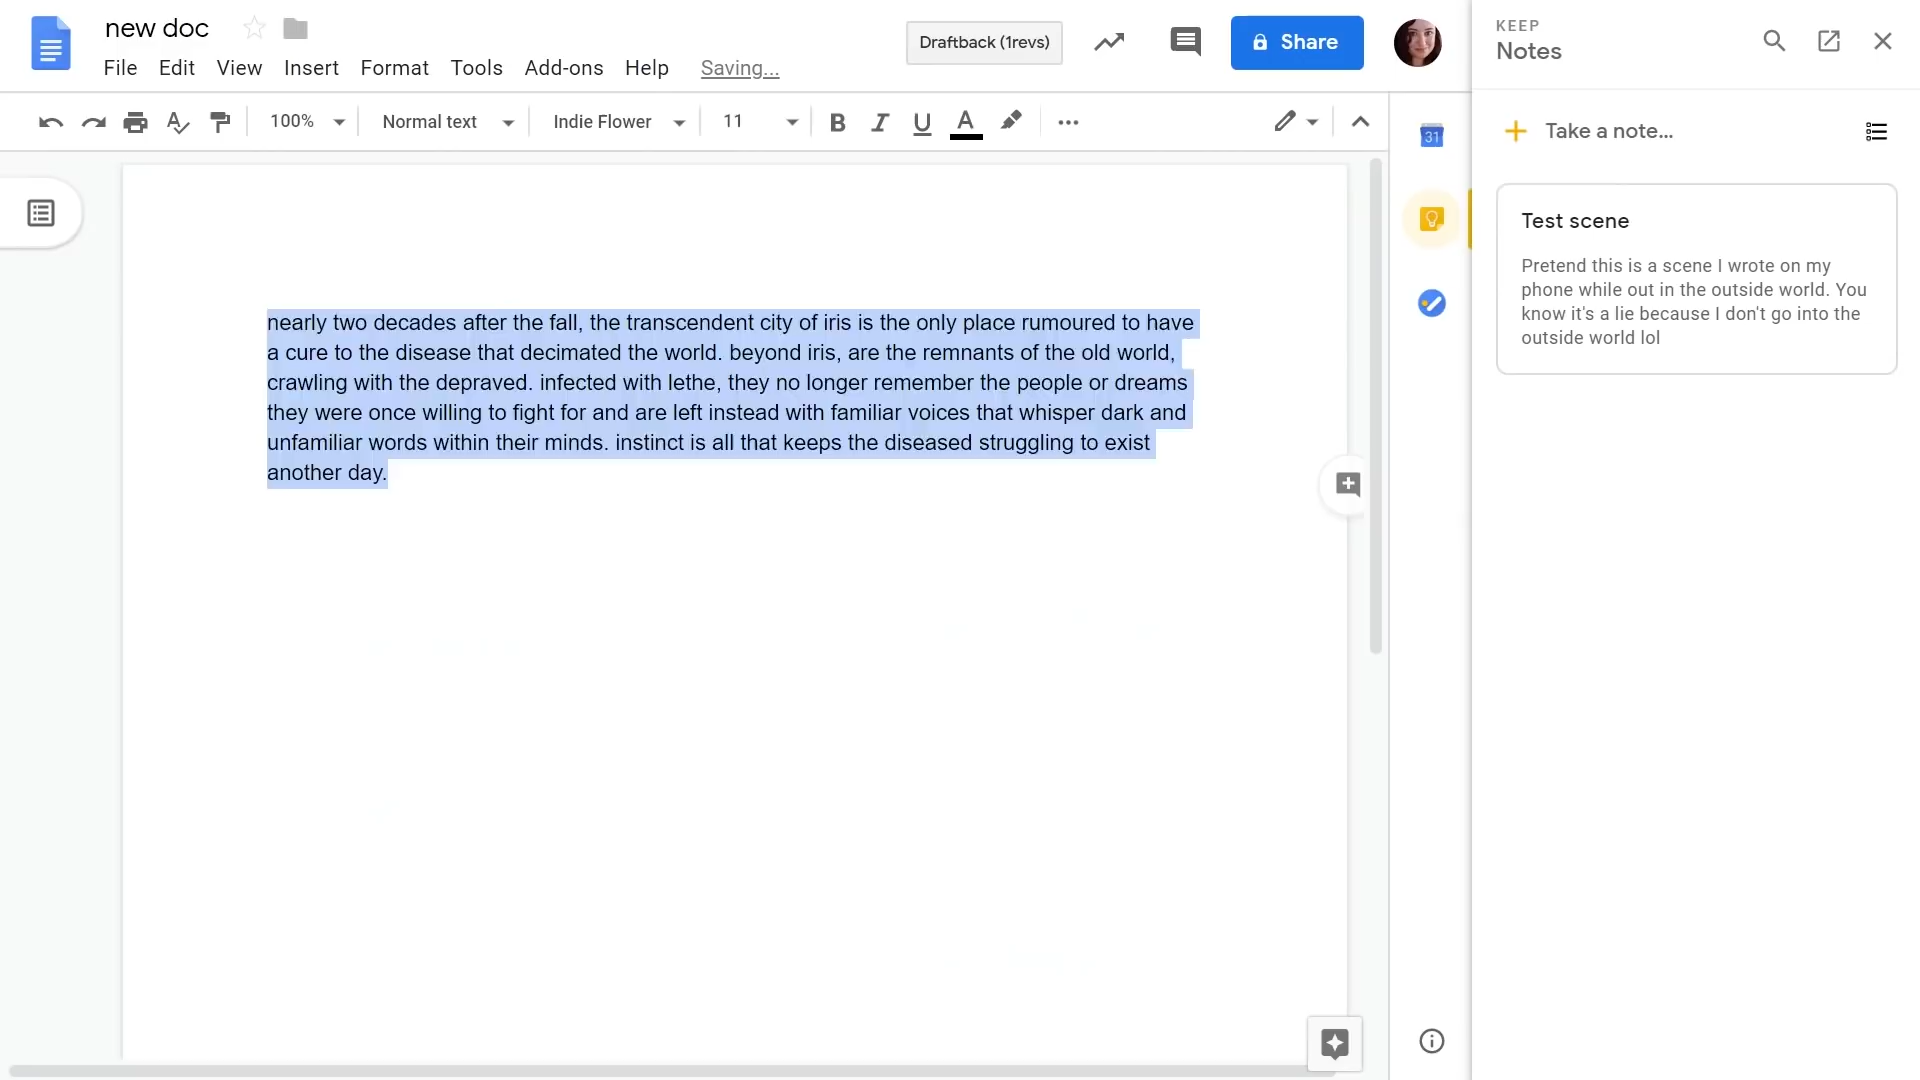 new doc
File Edit View Insert Format Tools Add-ons Help Saving...
Draftback (1revs)
Share
100% Normal text Indie Flower 11 B I U A
nearly two decades after the fall, the transcendent city of iris is the only place rumoured to have
a cure to the disease that decimated the world. beyond iris, are the remnants of the old world,
crawling with the depraved. infected with lethe, they no longer remember the people or dreams
they were once willing to fight for and are left instead with familiar voices that whisper dark and
unfamiliar words within their minds. instinct is all that keeps the diseased struggling to exist
another day.
31
KEEP
Notes
Take a note...
Test scene
Pretend this is a scene I wrote on my
phone while out in the outside world. You
know it's a lie because I don't go into the
outside world lol